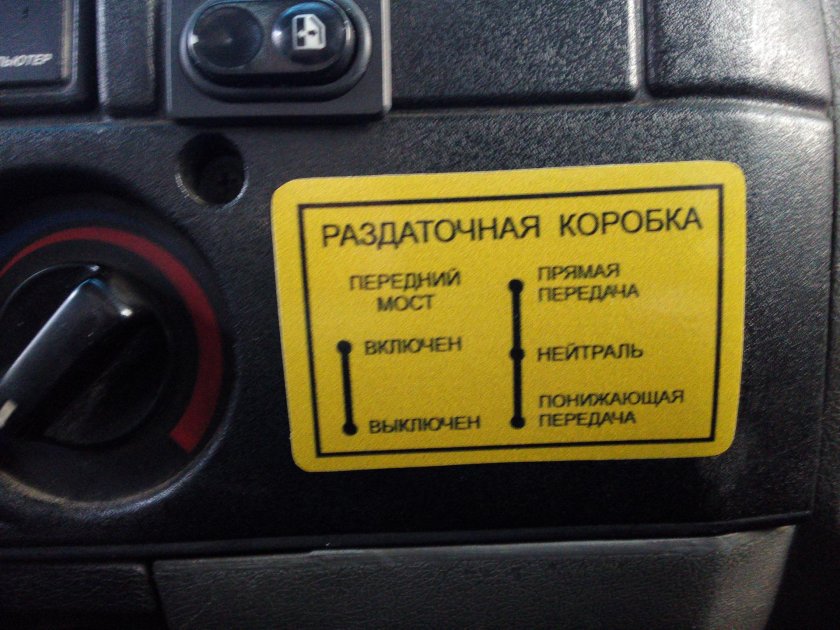 РАЗДАТОЧНАЯ КОРОБКА
ПЕРЕДНИЙ
МОСТ
ВКЛЮЧЕН
ВЫКЛЮЧЕН
ПРЯМАЯ
ПЕРЕДАЧА
НЕЙТРАЛЬ
ПОНИЖАЮЩАЯ
ПЕРЕДАЧА